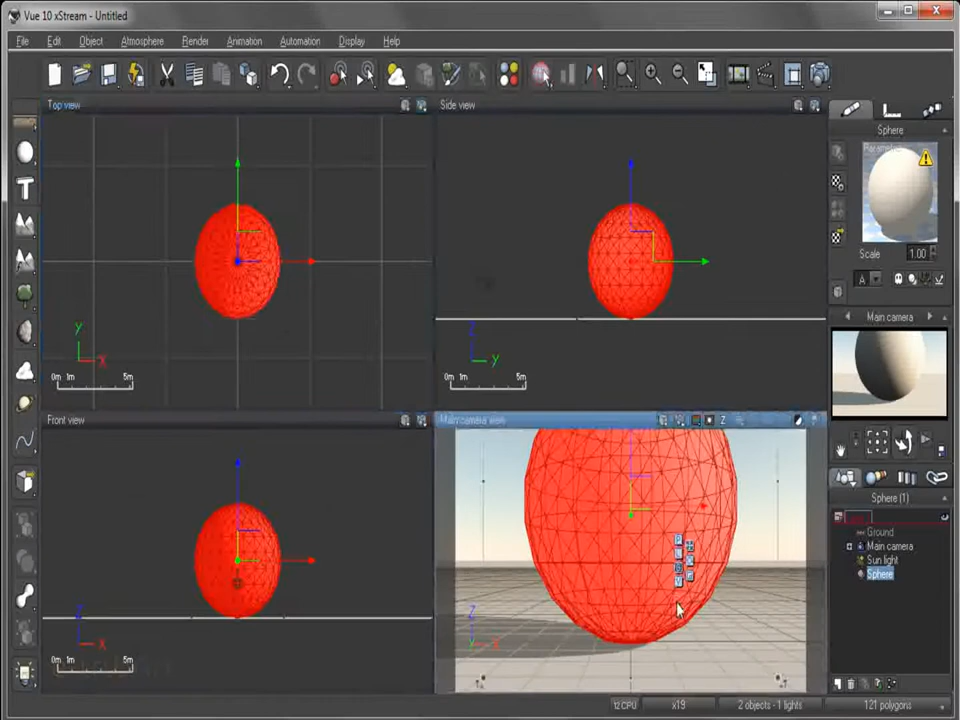 Vue 10 xStream - Untitled
File Edit Object Atmosphere Render Animation Automation Display Help
Top view
Side view
Sphere
Scale 1.00
A
Main camera
y
x
0m 1m 5m
z
y
0m 1m 5m
Front view
Main camera view
Z
Sphere (1)
Ground
Main camera
Sun light
Sphere
Z
x
0m 1m 5m
Z
12 CPU x19 2 objects - 1 lights 121 polygons